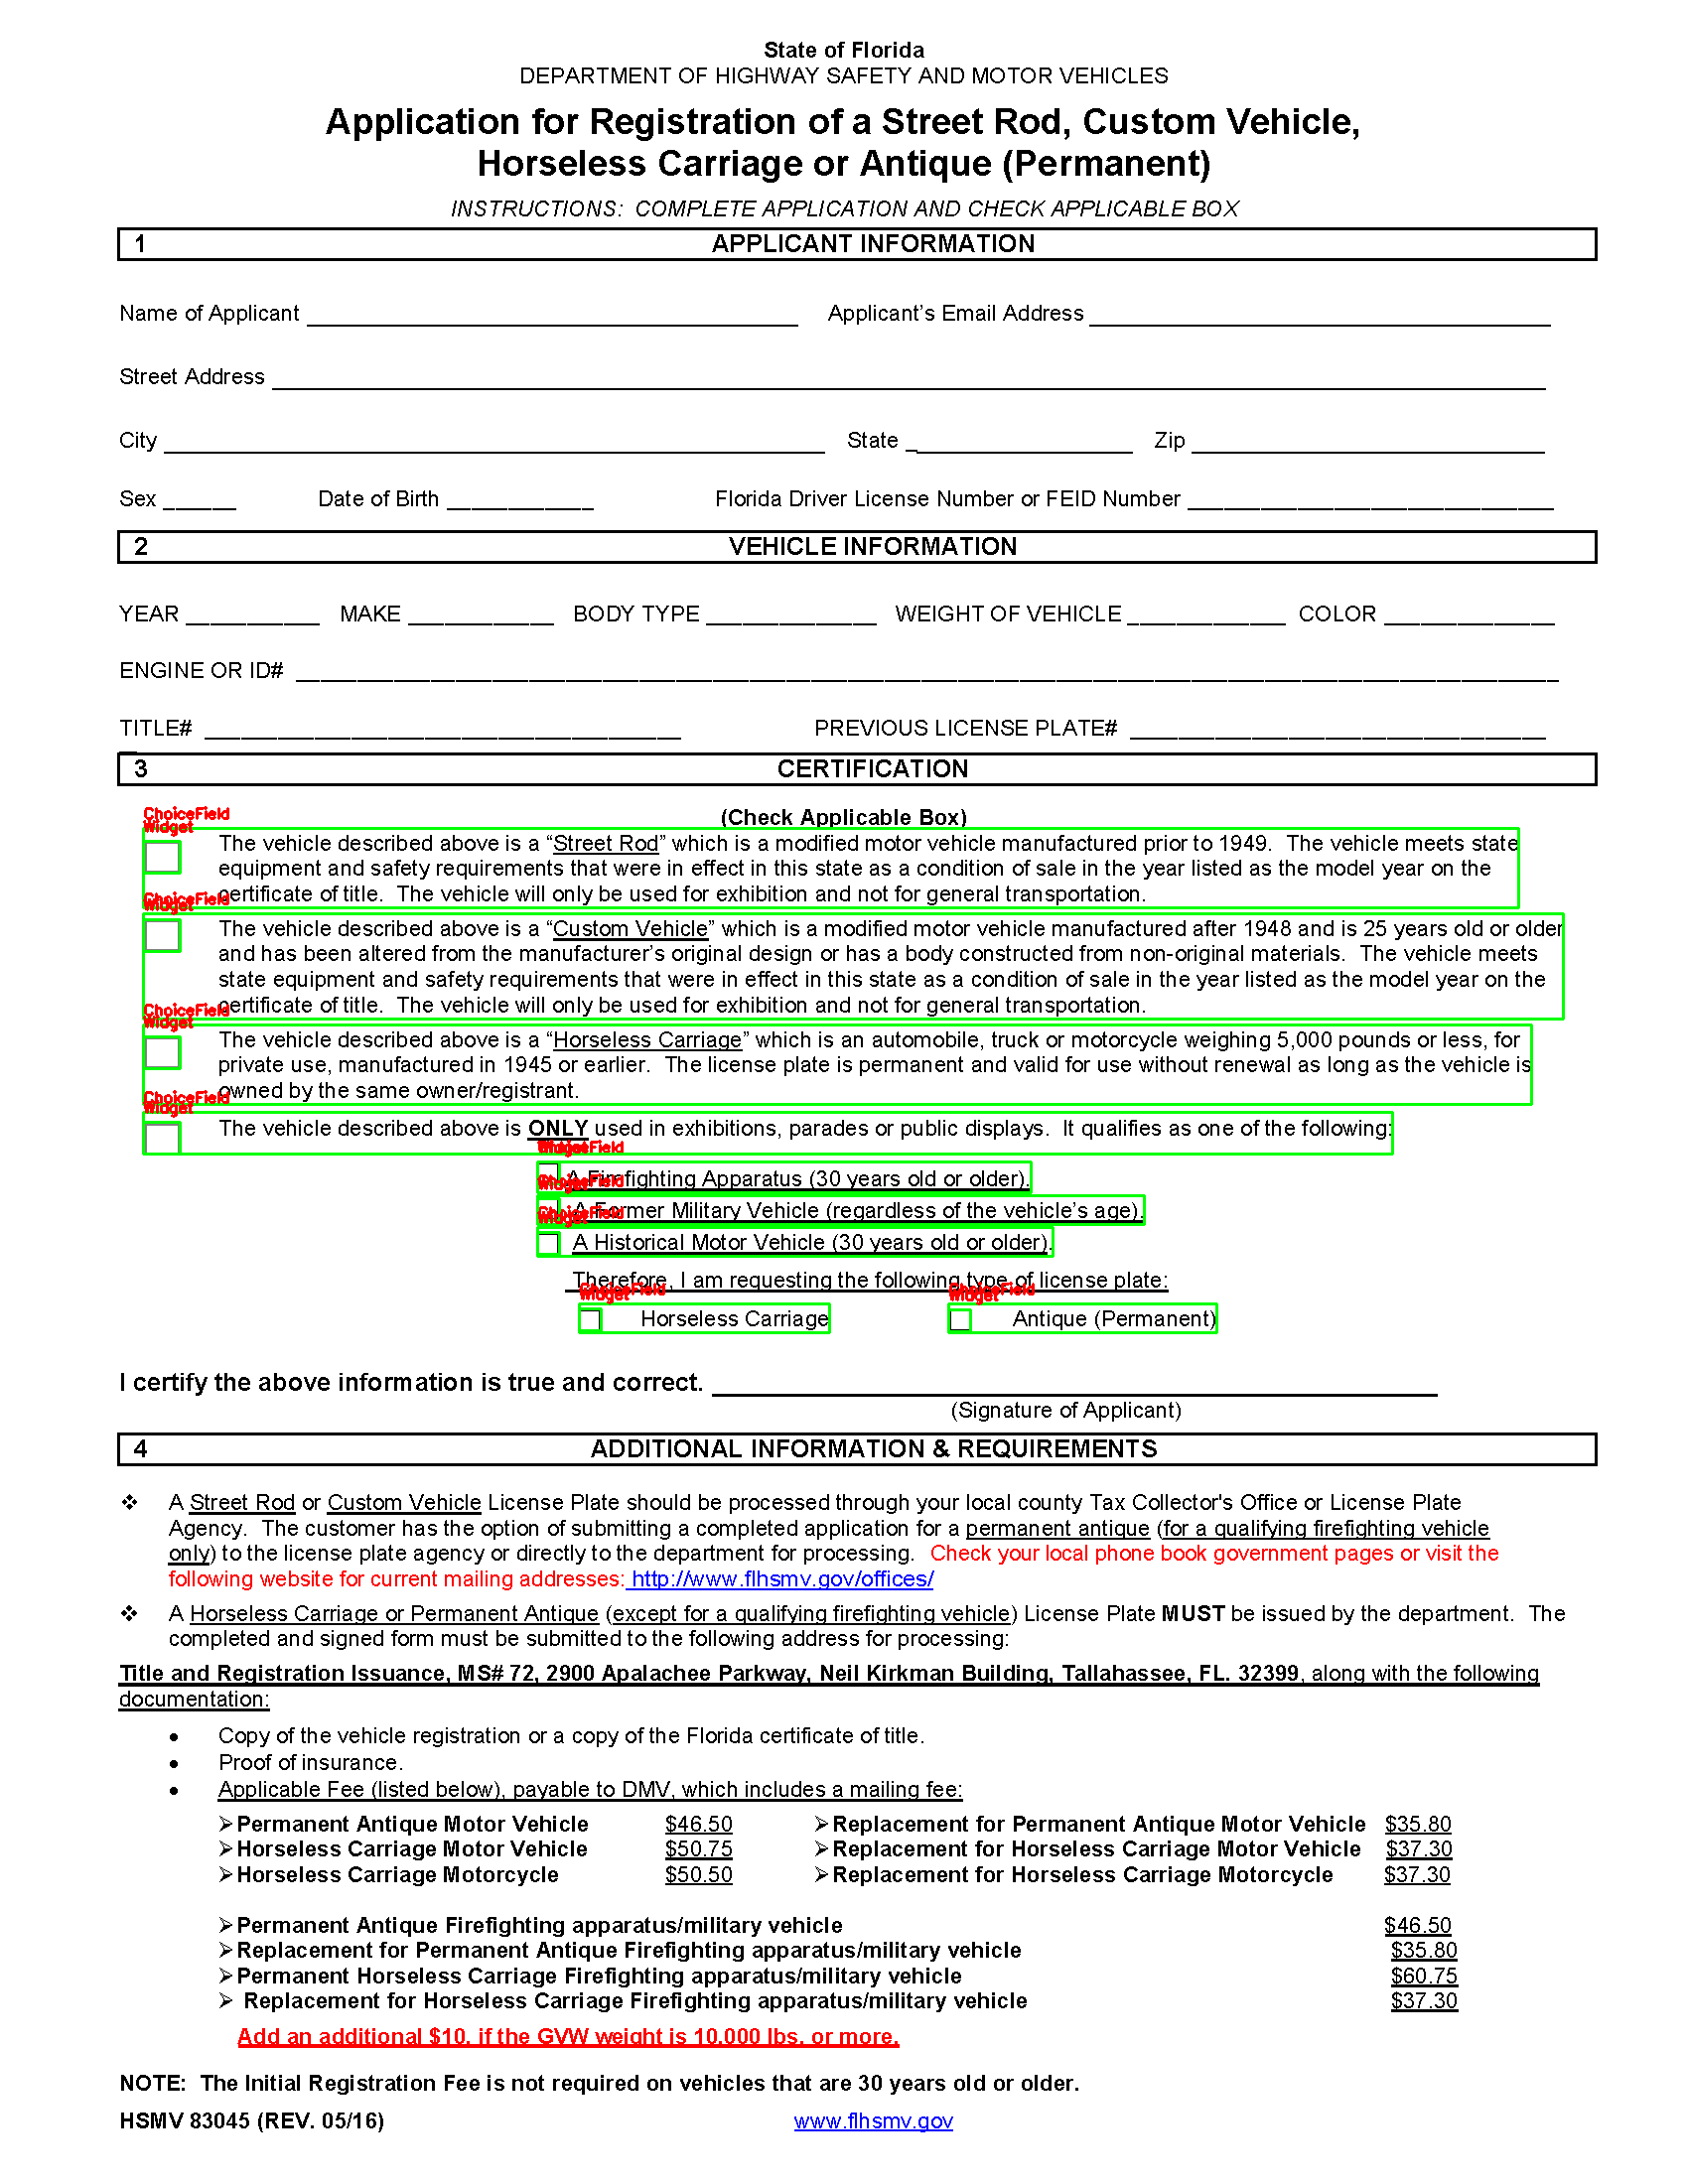 State of Florida
DEPARTMENT OF HIGHWAY SAFETY AND MOTOR VEHICLES
Application for Registration of a Street Rod, Custom Vehicle,
Horseless Carriage or Antique (Permanent)
INSTRUCTIONS: COMPLETE APPLICATION AND CHECK APPLICABLE BOX
1 APPLICANT INFORMATION
Name of Applicant Applicant's Email Address
Street Address
City State Zip
Sex Date of Birth Florida Driver License Number or FEID Number
2 VEHICLE INFORMATION
YEAR MAKE BODY TYPE WEIGHT OF VEHICLE COLOR
ENGINE OR ID#
TITLE# PREVIOUS LICENSE PLATE#
3 CERTIFICATION
(Check Applicable Box)
ChoiceField
Widget
The vehicle described above is a “Street Rod” which is a modified motor vehicle manufactured prior to 1949. The vehicle meets state
equipment and safety requirements that were in effect in this state as a condition of sale in the year listed as the model year on the
certificate of title. The vehicle will only be used for exhibition and not for general transportation.
ChoiceField
Widget
The vehicle described above is a “Custom Vehicle” which is a modified motor vehicle manufactured after 1948 and is 25 years old or older
and has been altered from the manufacturer’s original design or has a body constructed from non-original materials. The vehicle meets
state equipment and safety requirements that were in effect in this state as a condition of sale in the year listed as the model year on the
certificate of title. The vehicle will only be used for exhibition and not for general transportation.
ChoiceField
Widget
The vehicle described above is a “Horseless Carriage” which is an automobile, truck or motorcycle weighing 5,000 pounds or less, for
private use, manufactured in 1945 or earlier. The license plate is permanent and valid for use without renewal as long as the vehicle is
owned by the same owner/registrant.
ChoiceField
Widget
The vehicle described above is ONLY used in exhibitions, parades or public displays. It qualifies as one of the following:
ChoiceField
Widget
A Firefighting Apparatus (30 years old or older).
ChoiceField
Widget
A Former Military Vehicle (regardless of the vehicle’s age).
ChoiceField
Widget
A Historical Motor Vehicle (30 years old or older).
Therefore, I am requesting the following type of license plate:
ChoiceField ChoiceField
Widget Widget
Horseless Carriage Antique (Permanent)
I certify the above information is true and correct.
(Signature of Applicant)
4 ADDITIONAL INFORMATION & REQUIREMENTS
❖ A Street Rod or Custom Vehicle License Plate should be processed through your local county Tax Collector's Office or License Plate
Agency. The customer has the option of submitting a completed application for a permanent antique (for a qualifying firefighting vehicle
only) to the license plate agency or directly to the department for processing. Check your local phone book government pages or visit the
following website for current mailing addresses: http://www.flhsmv.gov/offices/
❖ A Horseless Carriage or Permanent Antique (except for a qualifying firefighting vehicle) License Plate MUST be issued by the department. The
completed and signed form must be submitted to the following address for processing:
Title and Registration Issuance, MS# 72, 2900 Apalachee Parkway, Neil Kirkman Building, Tallahassee, FL. 32399, along with the following
documentation:
• Copy of the vehicle registration or a copy of the Florida certificate of title.
• Proof of insurance.
• Applicable Fee (listed below), payable to DMV, which includes a mailing fee:
➢Permanent Antique Motor Vehicle $46.50 ➢Replacement for Permanent Antique Motor Vehicle $35.80
➢Horseless Carriage Motor Vehicle $50.75 ➢Replacement for Horseless Carriage Motor Vehicle $37.30
➢Horseless Carriage Motorcycle $50.50 ➢Replacement for Horseless Carriage Motorcycle $37.30
➢Permanent Antique Firefighting apparatus/military vehicle $46.50
➢Replacement for Permanent Antique Firefighting apparatus/military vehicle $35.80
➢Permanent Horseless Carriage Firefighting apparatus/military vehicle $60.75
➢ Replacement for Horseless Carriage Firefighting apparatus/military vehicle $37.30
Add an additional $10, if the GVW weight is 10,000 lbs. or more.
NOTE: The Initial Registration Fee is not required on vehicles that are 30 years old or older.
HSMV 83045 (REV. 05/16) www.flhsmv.gov